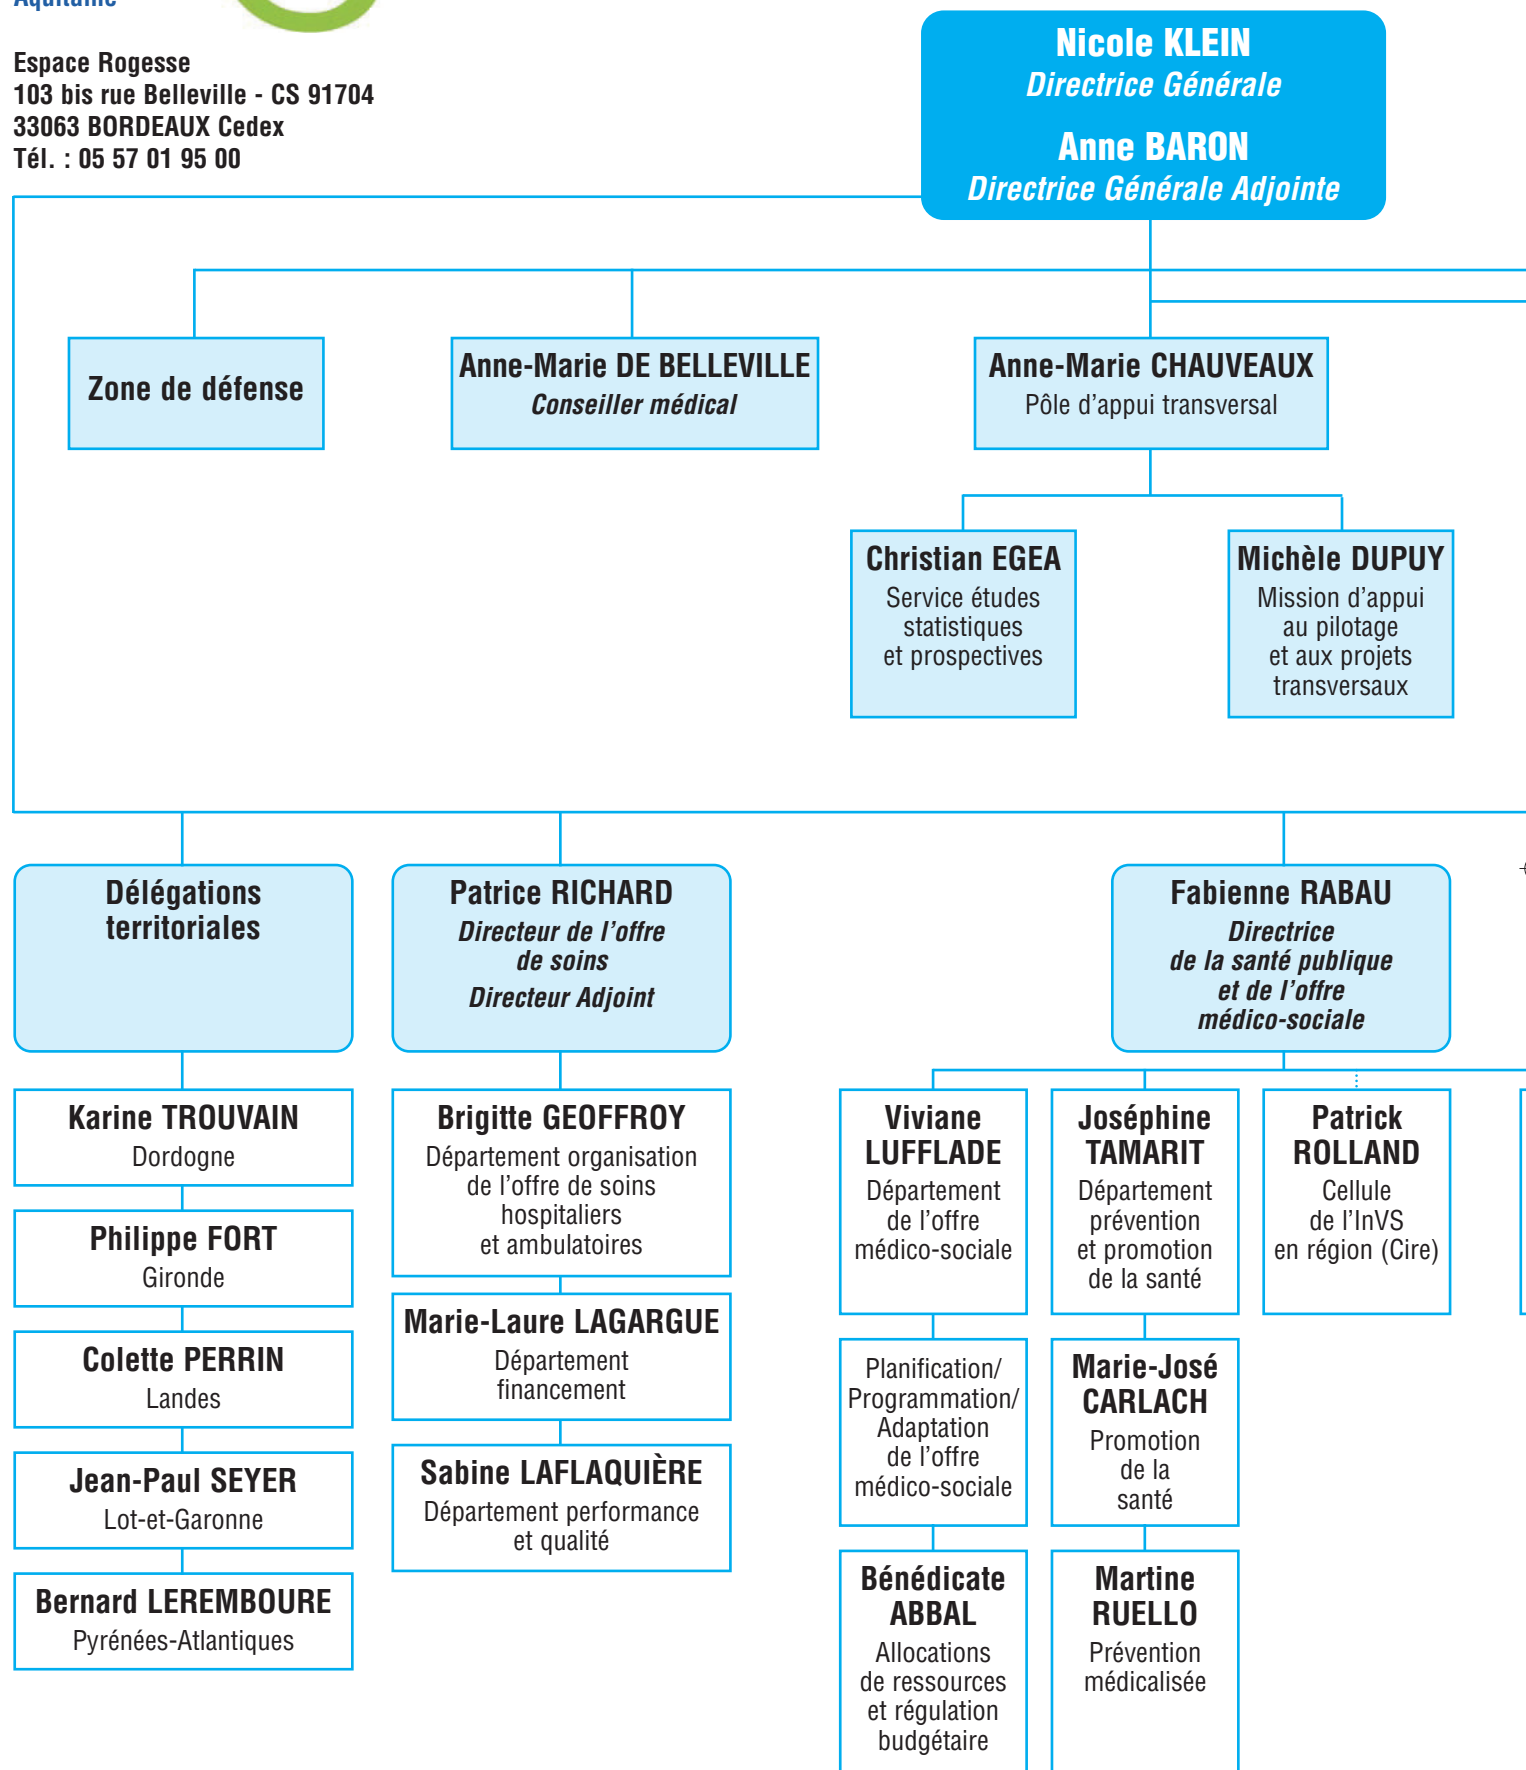 Aquitaine
Espace Rogesse
103 bis rue Belleville - CS 91704
33063 BORDEAUX Cedex
Tél. : 05 57 01 95 00
Nicole KLEIN
Directrice Générale
Anne BARON
Directrice Générale Adjointe
Zone de défense
Anne-Marie DE BELLEVILLE
Conseiller médical
Anne-Marie CHAUVEAUX
Pôle d’appui transversal
Christian EGEA
Service études
statistiques
et prospectives
Michèle DUPUY
Mission d’appui
au pilotage
et aux projets
transversaux
Délégations
territoriales
Karine TROUVAIN
Dordogne
Philippe FORT
Gironde
Colette PERRIN
Landes
Jean-Paul SEYER
Lot-et-Garonne
Bernard LEREMBOURE
Pyrénées-Atlantiques
Patrice RICHARD
Directeur de l’offre
de soins
Directeur Adjoint
Brigitte GEOFFROY
Département organisation
de l’offre de soins
hospitaliers
et ambulatoires
Marie-Laure LAGARGUE
Département
financement
Sabine LAFLAQUIÈRE
Département performance
et qualité
Fabienne RABAU
Directrice
de la santé publique
et de l’offre
médico-sociale
Viviane
LUFFLADE
Département
de l’offre
médico-sociale
Planification/
Programmation/
Adaptation
de l’offre
médico-sociale
Bénédicate
ABBAL
Allocations
de ressources
et régulation
budgétaire
Joséphine
TAMARIT
Département
prévention
et promotion
de la santé
Marie-José
CARLACH
Promotion
de la
santé
Martine
RUELLO
Prévention
médicalisée
Patrick
ROLLAND
Cellule
de l’InVS
en région (Cire)